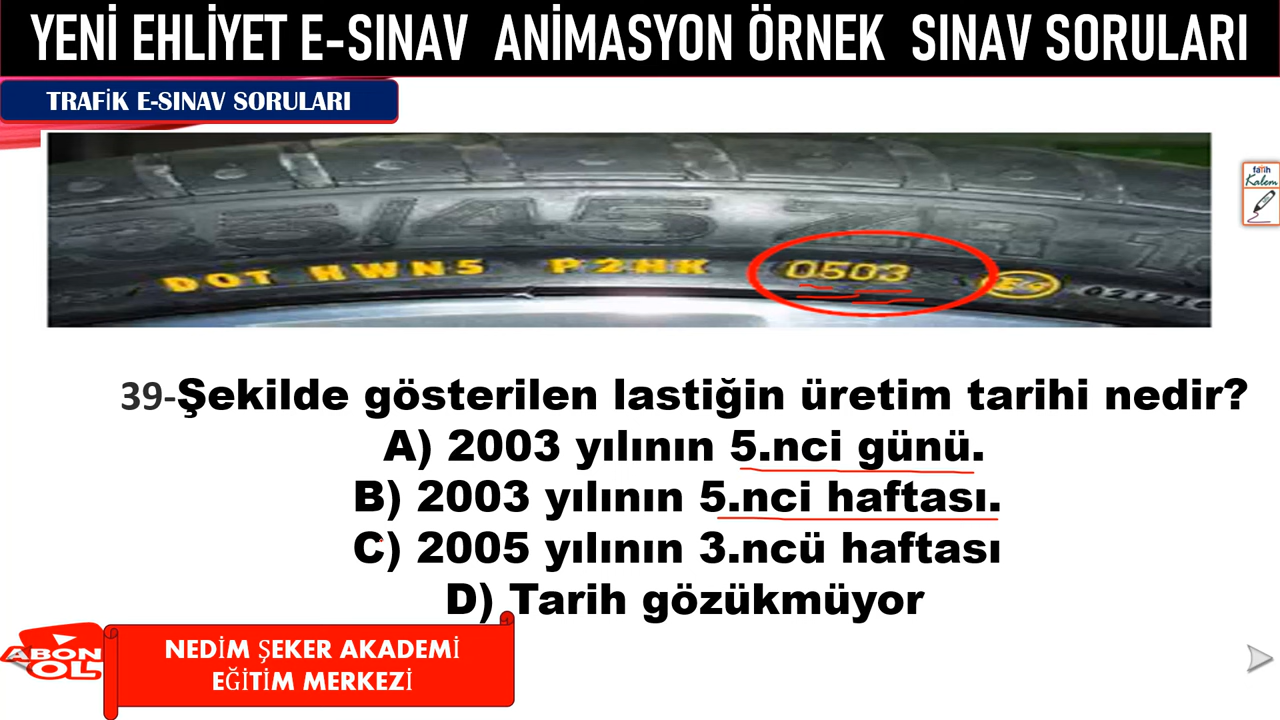 YENİ EHLİYET E-SINAV ANİMASYON ÖRNEK SINAV SORULARI
TRAFİK E-SINAV SORULARI
fatih
Kalem
DOT HWN5 P2HK 0503 E4
39-Şekilde gösterilen lastiğin üretim tarihi nedir?
A) 2003 yılının 5.nci günü.
B) 2003 yılının 5.nci haftası.
C) 2005 yılının 3.ncü haftası
D) Tarih gözükmüyor
ABONE OL
NEDİM ŞEKER AKADEMİ
EĞİTİM MERKEZİ